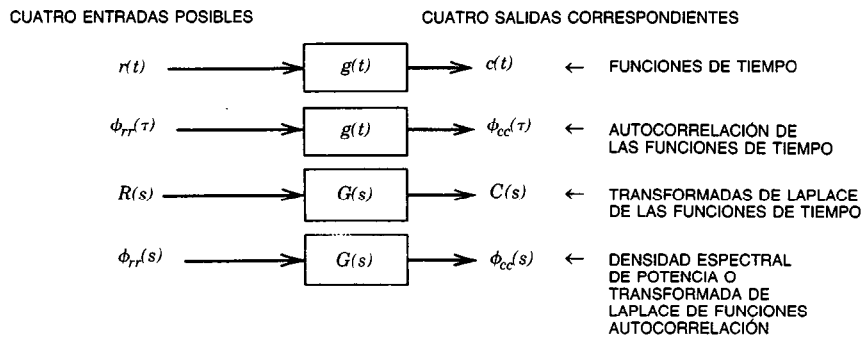 CUATRO ENTRADAS POSIBLES
CUATRO SALIDAS CORRESPONDIENTES
r(t) g(t) c(t) ← FUNCIONES DE TIEMPO
ϕrr(τ) g(t) ϕcc(τ) ← AUTOCORRELACIÓN DE
LAS FUNCIONES DE TIEMPO
R(s) G(s) C(s) ← TRANSFORMADAS DE LAPLACE
DE LAS FUNCIONES DE TIEMPO
ϕrr(s) G(s) ϕcc(s) ← DENSIDAD ESPECTRAL
DE POTENCIA O
TRANSFORMADA DE
LAPLACE DE FUNCIONES
AUTOCORRELACIÓN